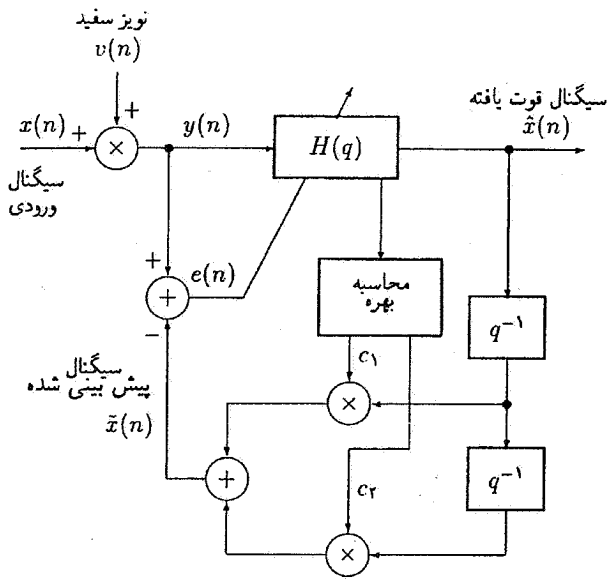 نویز سفید
v(n)
+
سیگنال قوت یافته
x̂(n)
x(n) +
×
y(n)
H(q)
سیگنال
ورودی
+
+
e(n)
−
محاسبه
بهره
q⁻¹
سیگنال
پیش بینی شده
x̃(n)
c۱
×
+
c۲
q⁻¹
×